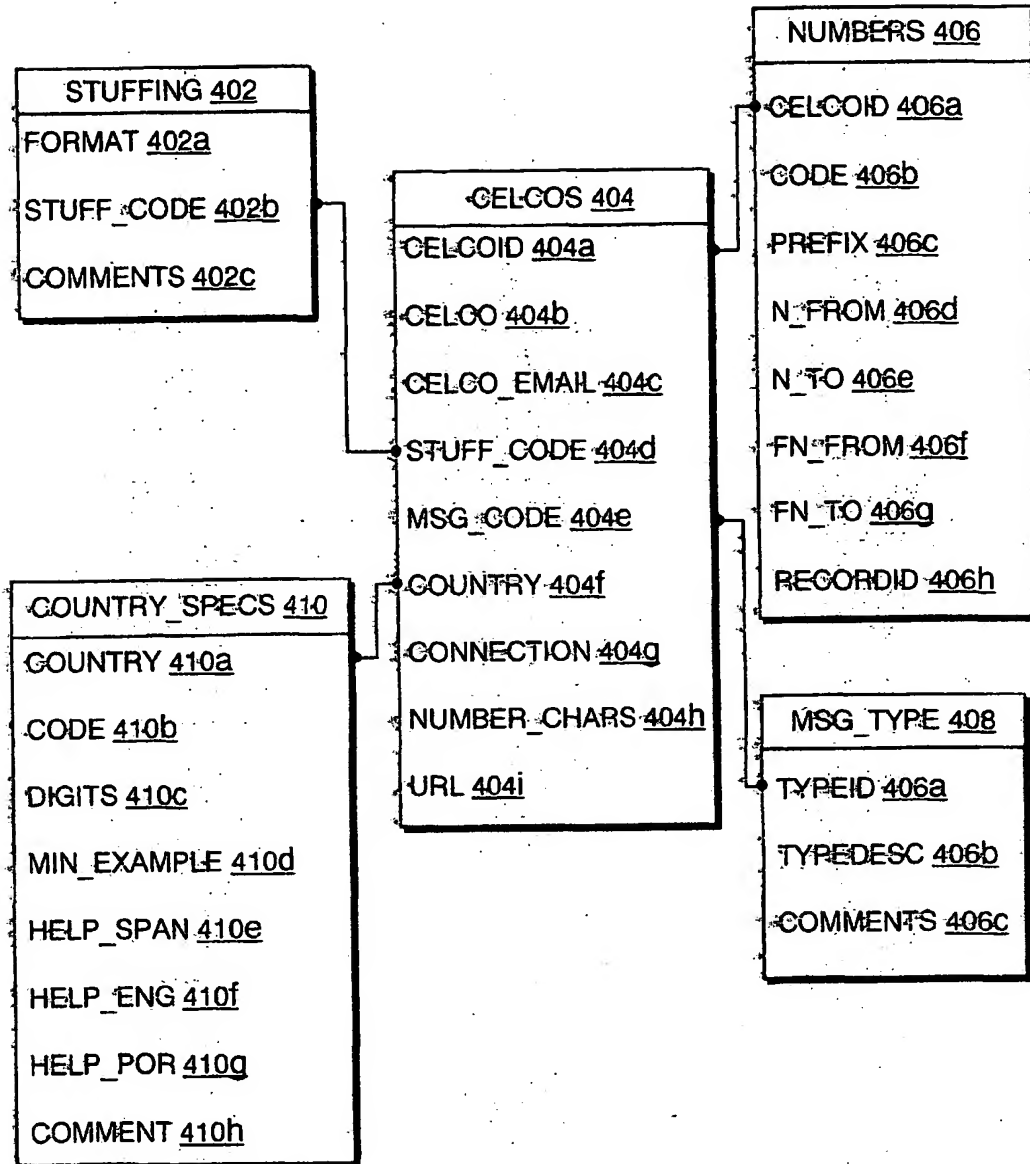 STUFFING 402
FORMAT 402a
STUFF_CODE 402b
COMMENTS 402c
COUNTRY_SPECS 410
COUNTRY 410a
CODE 410b
DIGITS 410c
MIN_EXAMPLE 410d
HELP_SPAN 410e
HELP_ENG 410f
HELP_POR 410g
COMMENT 410h
CELCOS 404
CELCOID 404a
CELCO 404b
CELCO_EMAIL 404c
STUFF_CODE 404d
MSG_CODE 404e
COUNTRY 404f
CONNECTION 404g
NUMBER_CHARS 404h
URL 404i
NUMBERS 406
CELCOID 406a
CODE 406b
PREFIX 406c
N_FROM 406d
N_TO 406e
FN_FROM 406f
FN_TO 406g
RECORDID 406h
MSG_TYPE 408
TYPEID 406a
TYPEDESC 406b
COMMENTS 406c